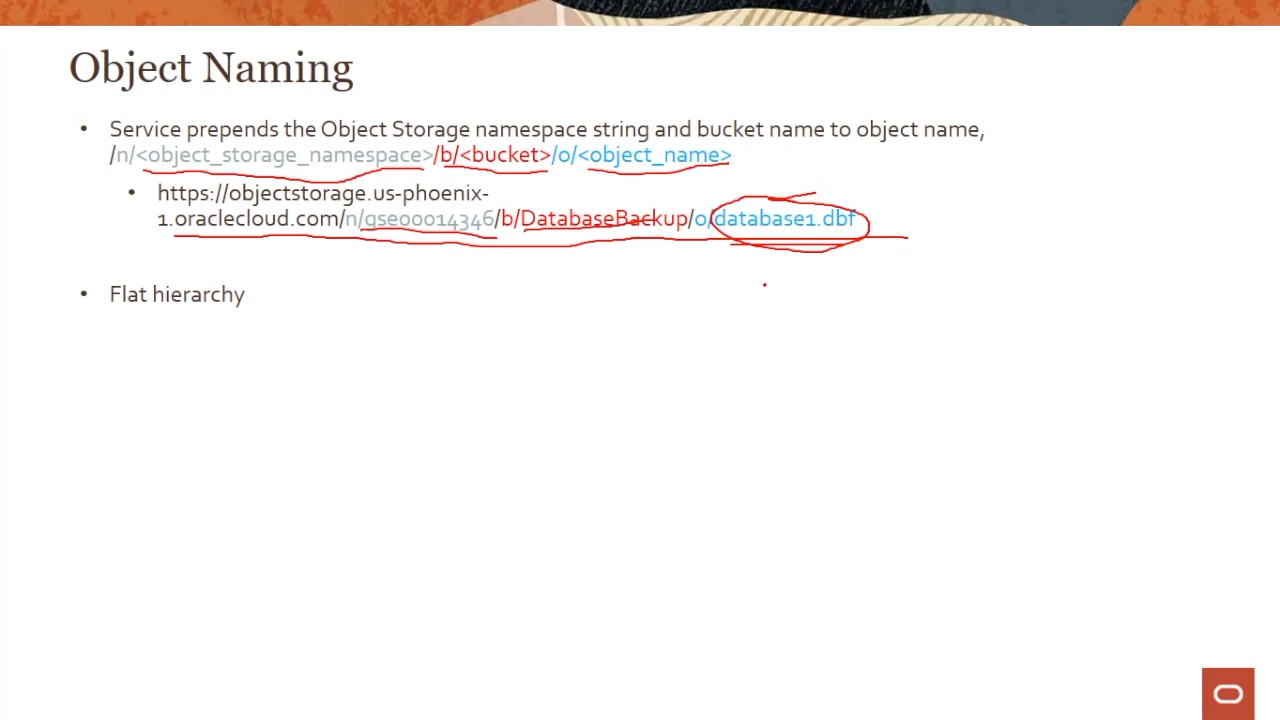 Object Naming
• Service prepends the Object Storage namespace string and bucket name to object name,
/n/<object_storage_namespace>/b/<bucket>/o/<object_name>
• https://objectstorage.us-phoenix-
1.oraclecloud.com/n/gse00014346/b/DatabaseBackup/o/database1.dbf
• Flat hierarchy